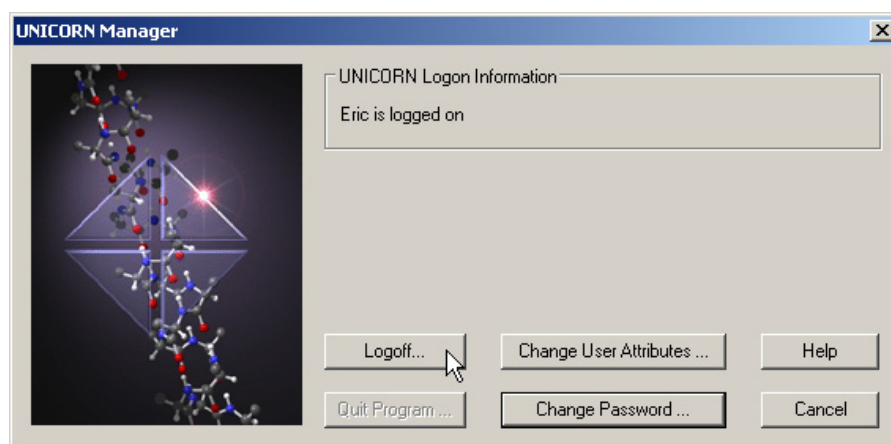 UNICORN Manager
UNICORN Logon Information
Eric is logged on
Logoff...
Change User Attributes ...
Help
Quit Program ...
Change Password ...
Cancel